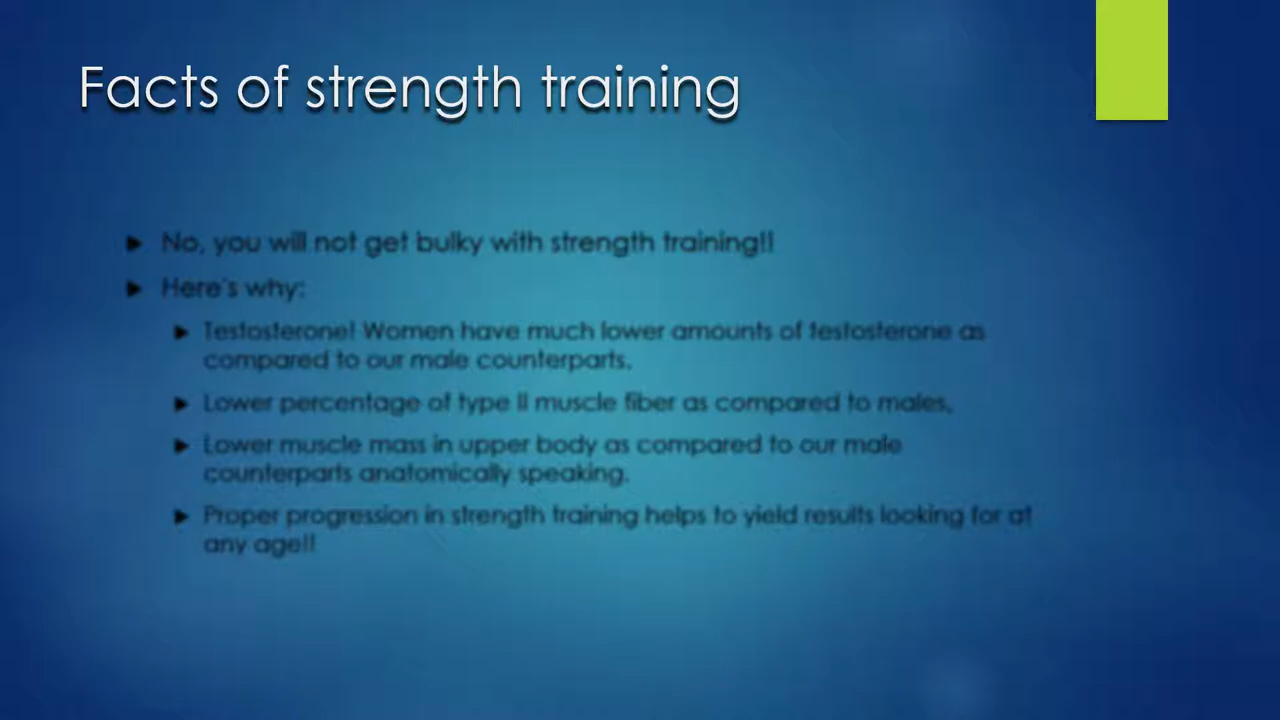 Facts of strength training
No, you will not get bulky with strength training!!
Here's why:
Testosterone! Women have much lower amounts of testosterone as
compared to our male counterparts.
Lower percentage of type II muscle fiber as compared to males.
Lower muscle mass in upper body as compared to our male
counterparts anatomically speaking.
Proper progression in strength training helps to yield results looking for at
any age!!